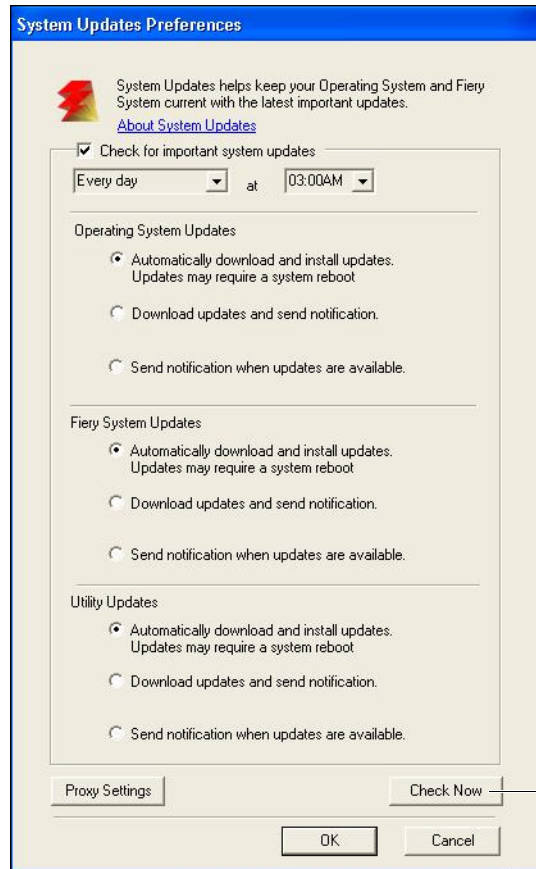 System Updates Preferences
System Updates helps keep your Operating System and Fiery
System current with the latest important updates.
About System Updates
Check for important system updates
Every day at 03:00AM
Operating System Updates
Automatically download and install updates.
Updates may require a system reboot
Download updates and send notification.
Send notification when updates are available.
Fiery System Updates
Automatically download and install updates.
Updates may require a system reboot
Download updates and send notification.
Send notification when updates are available.
Utility Updates
Automatically download and install updates.
Updates may require a system reboot
Download updates and send notification.
Send notification when updates are available.
Proxy Settings Check Now
OK Cancel